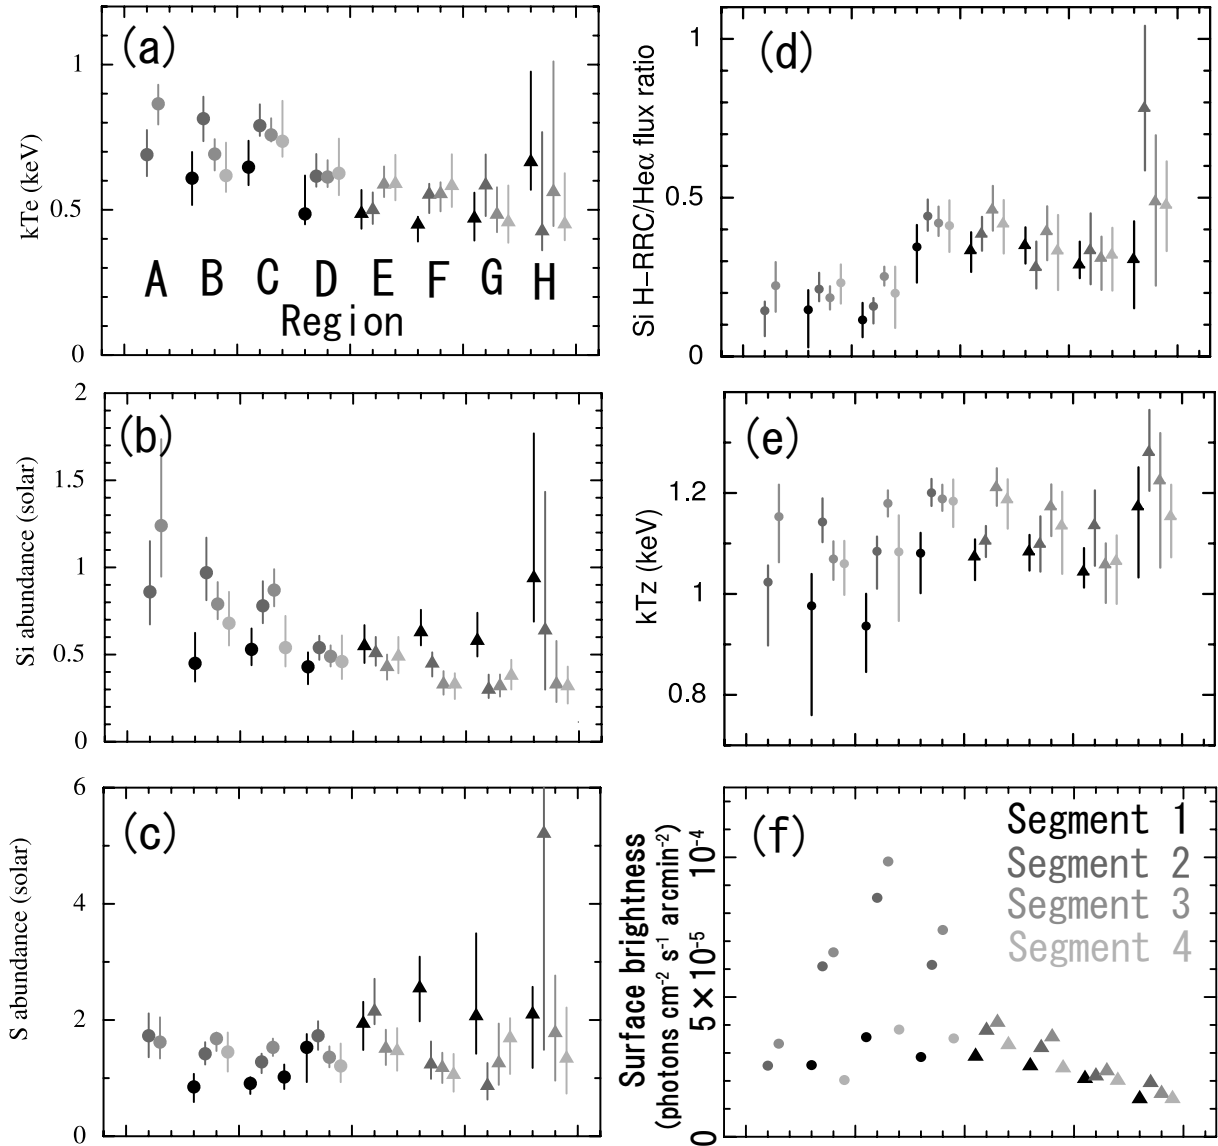 (a)
1
0.5
0
kTe (keV)
A B C D E F G H
Region
(b)
2
1.5
1
0.5
0
Si abundance (solar)
(c)
6
4
2
0
S abundance (solar)
(d)
1
0.5
0
Si H-RRC/Heα flux ratio
(e)
1.2
1
0.8
kTz (keV)
(f)
10-4
5×10-5
0
Surface brightness
(photons cm-2 s-1 arcmin-2)
Segment 1
Segment 2
Segment 3
Segment 4